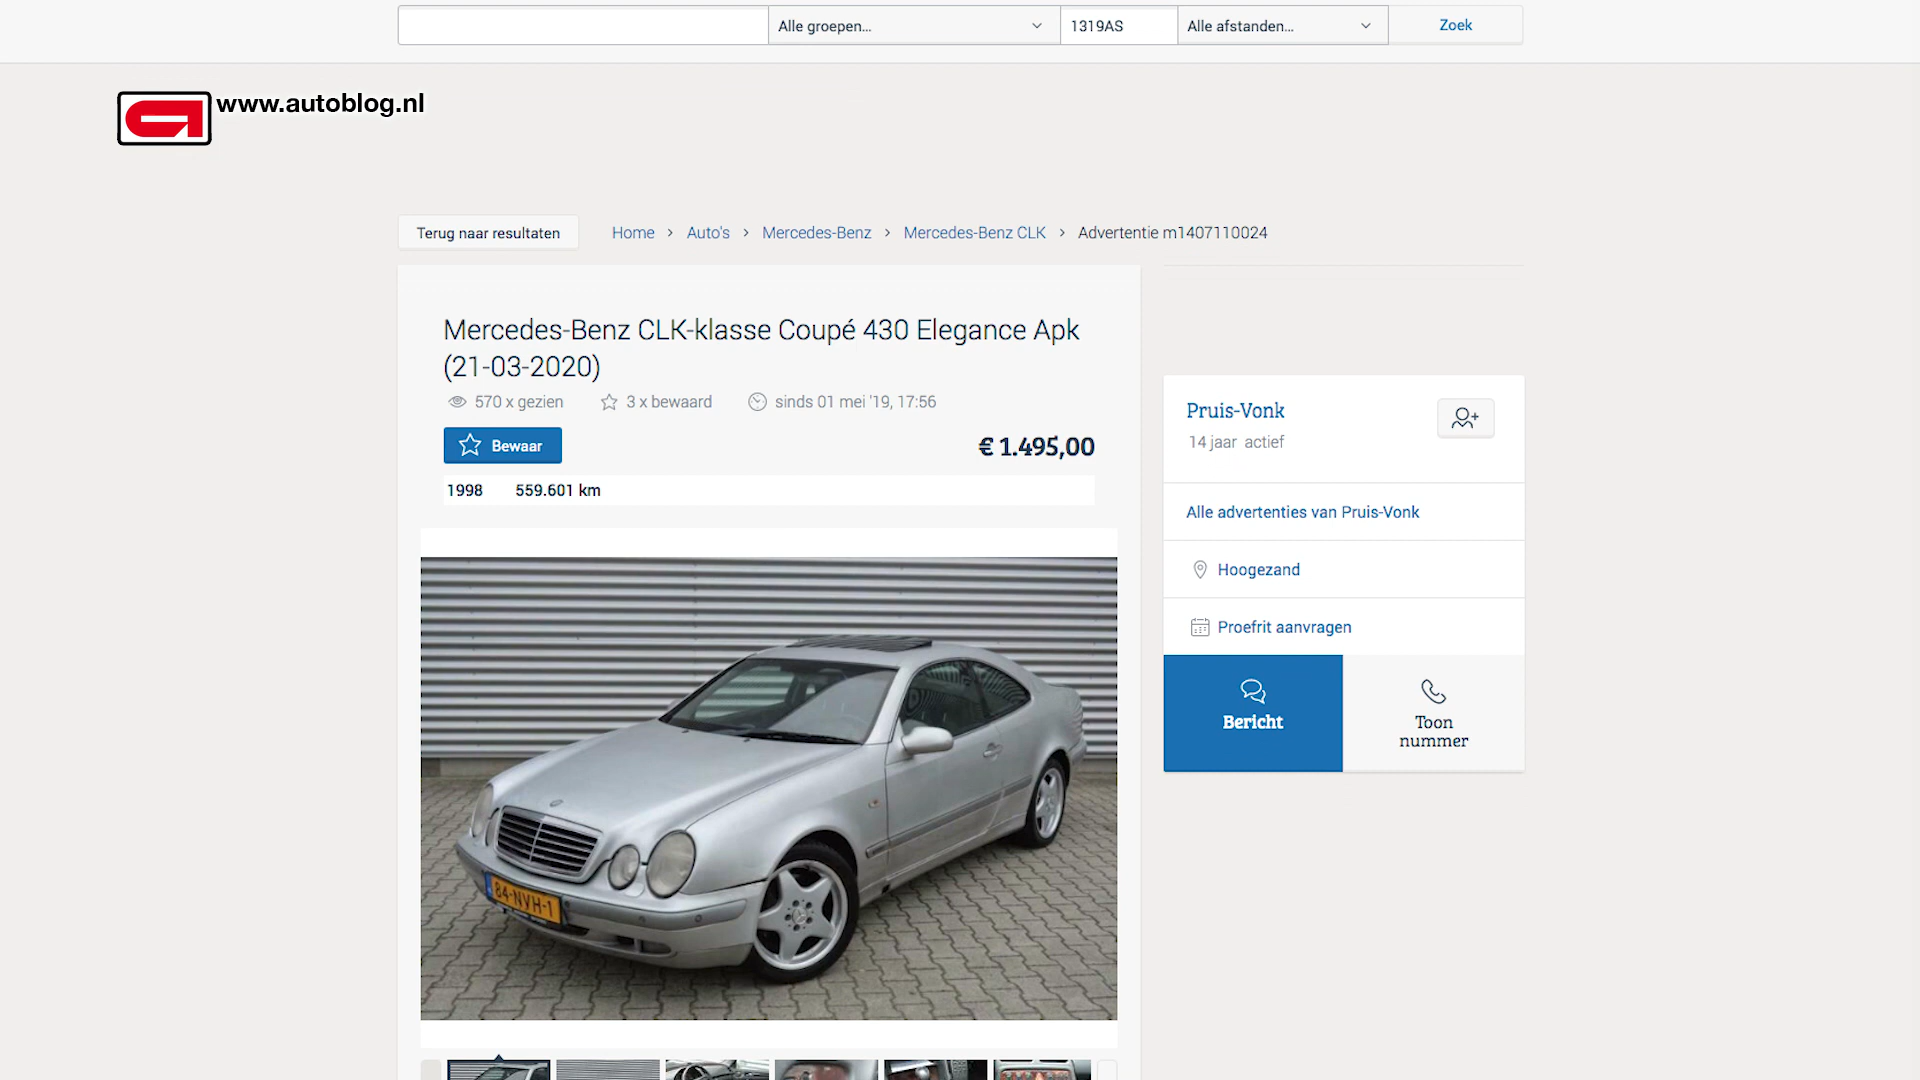 Alle groepen... 1319AS Alle afstanden... Zoek
www.autoblog.nl
Terug naar resultaten Home > Auto's > Mercedes-Benz > Mercedes-Benz CLK > Advertentie m1407110024
Mercedes-Benz CLK-klasse Coupé 430 Elegance Apk
(21-03-2020)
570 x gezien 3 x bewaard sinds 01 mei '19, 17:56
Bewaar € 1.495,00
1998 559.601 km
84-NVH-1
Pruis-Vonk
14 jaar actief
Alle advertenties van Pruis-Vonk
Hoogezand
Proefrit aanvragen
Bericht
Toon
nummer